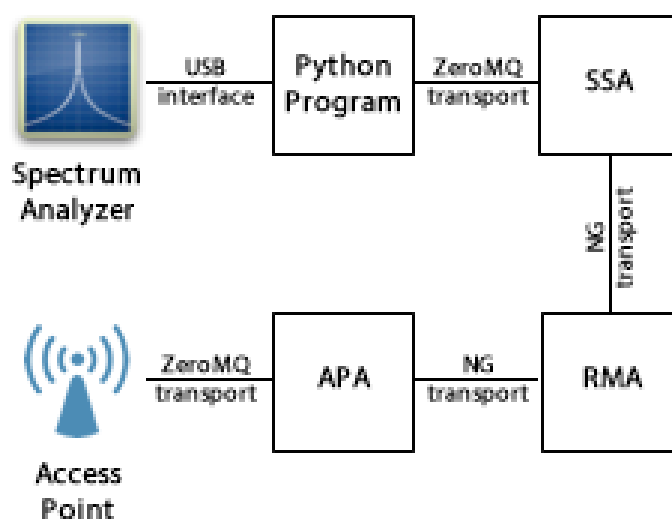 USB
interface
Python
Program
ZeroMQ
transport
SSA
Spectrum
Analyzer
NG
transport
ZeroMQ
transport
APA
NG
transport
RMA
Access
Point